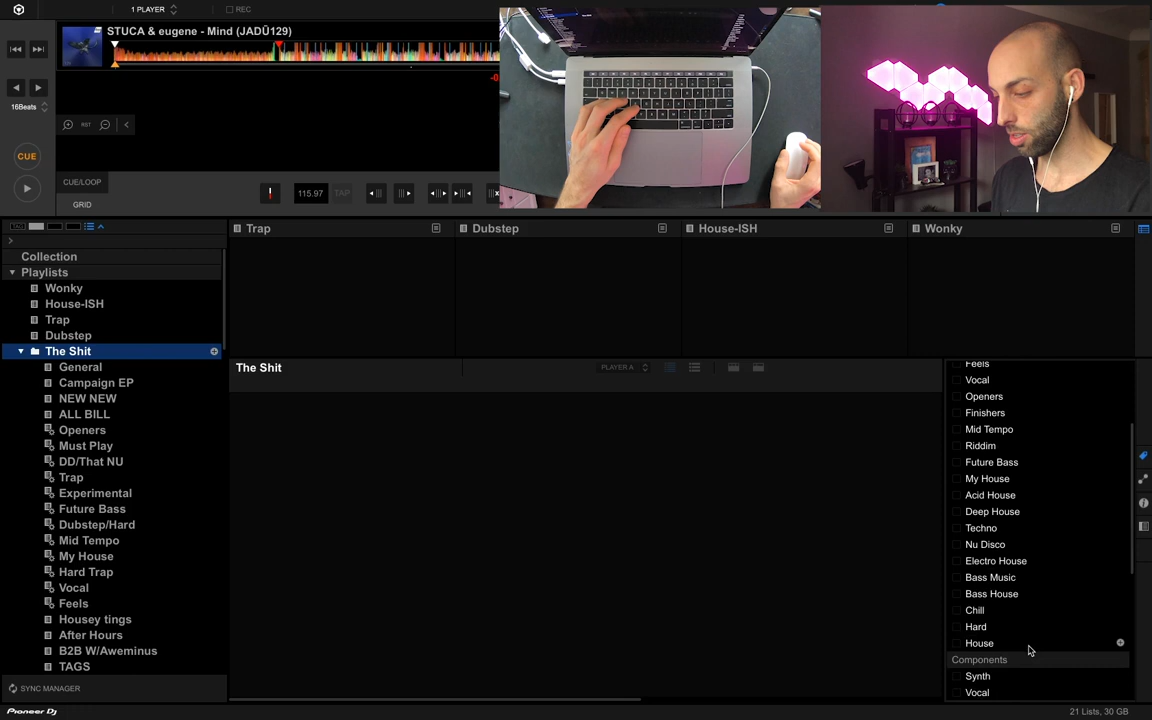 1 PLAYER
REC
STUCA & eugene - Mind (JADŪ129)
16Beats
-0
RST
CUE
CUE/LOOP
GRID
115.97
TAP
TAG
Trap
Dubstep
House-ISH
Wonky
Collection
Playlists
Wonky
House-ISH
Trap
Dubstep
The Shit
General
Campaign EP
NEW NEW
ALL BILL
Openers
Must Play
DD/That NU
Trap
Experimental
Future Bass
Dubstep/Hard
Mid Tempo
My House
Hard Trap
Vocal
Feels
Housey tings
After Hours
B2B W/Aweminus
TAGS
SYNC MANAGER
The Shit
PLAYER A
Feels
Vocal
Openers
Finishers
Mid Tempo
Riddim
Future Bass
My House
Acid House
Deep House
Techno
Nu Disco
Electro House
Bass Music
Bass House
Chill
Hard
House
Components
Synth
Vocal
Pioneer Dj
21 Lists, 30 GB